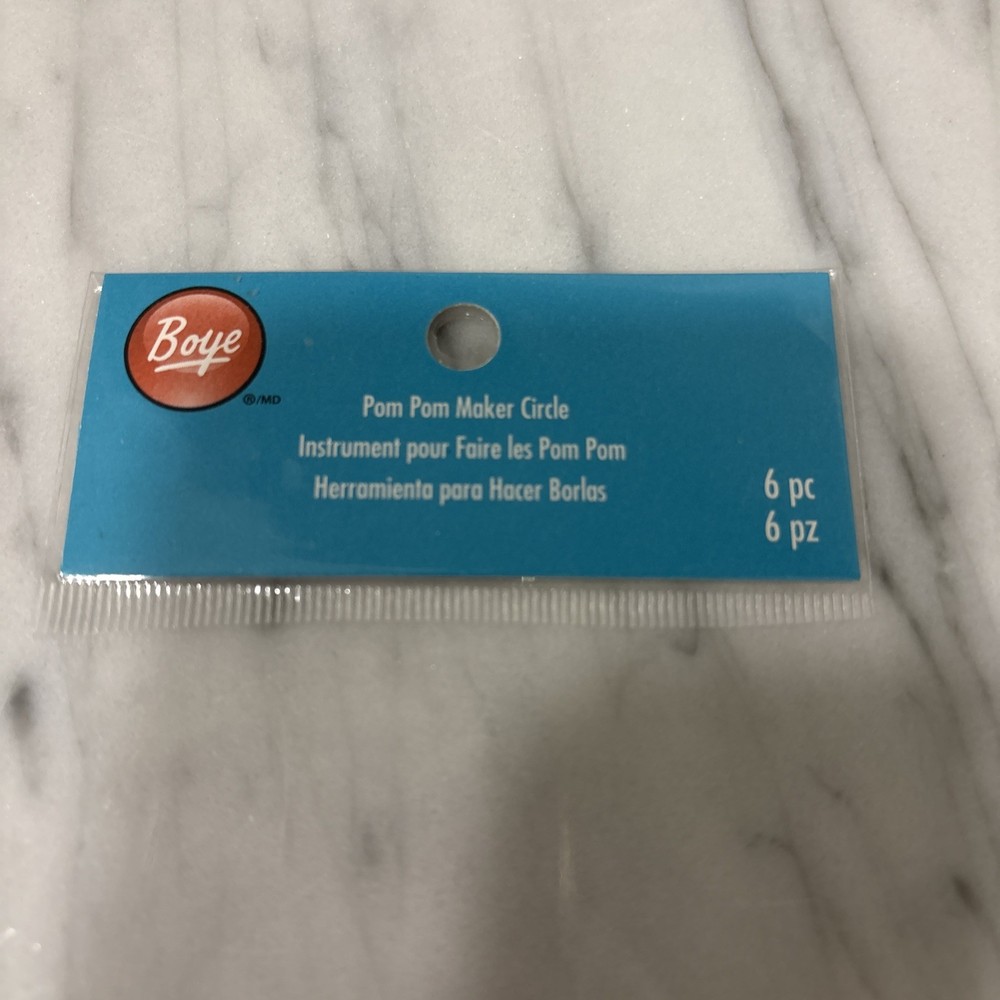 Boye
®/MD
Pom Pom Maker Circle
Instrument pour Faire les Pom Pom
Herramienta para Hacer Borlas
6 pc
6 pz